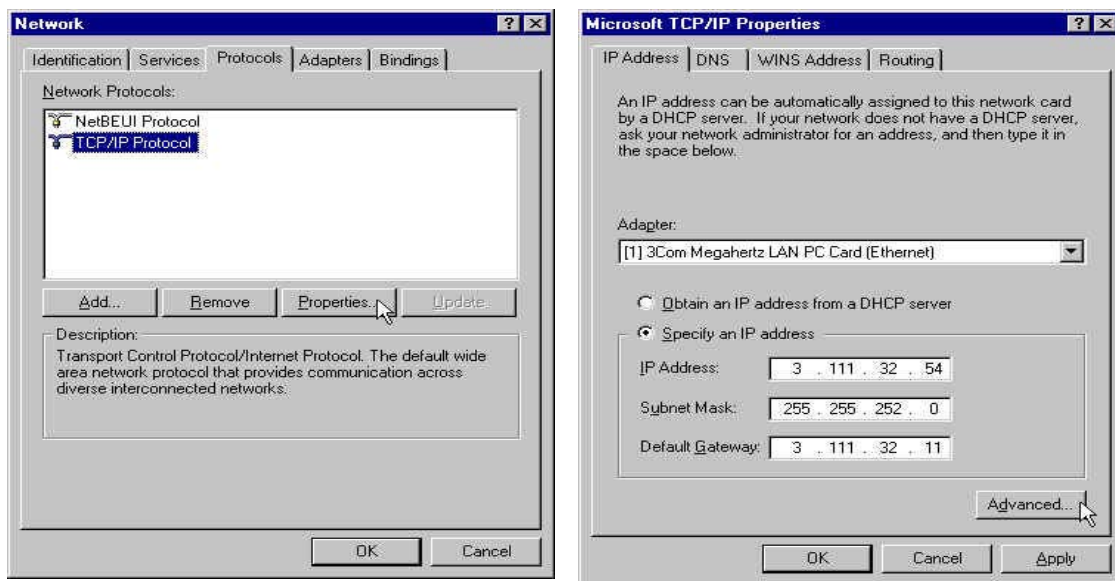 Network
Identification Services Protocols Adapters Bindings
Network Protocols:
NetBEUI Protocol
TCP/IP Protocol
Add... Remove Properties... Update
Description:
Transport Control Protocol/Internet Protocol. The default wide
area network protocol that provides communication across
diverse interconnected networks.
OK Cancel
Microsoft TCP/IP Properties
IP Address DNS WINS Address Routing
An IP address can be automatically assigned to this network card
by a DHCP server. If your network does not have a DHCP server,
ask your network administrator for an address, and then type it in
the space below.
Adapter:
[1] 3Com Megahertz LAN PC Card (Ethernet)
Obtain an IP address from a DHCP server
Specify an IP address
IP Address: 3 . 111 . 32 . 54
Subnet Mask: 255 . 255 . 252 . 0
Default Gateway: 3 . 111 . 32 . 11
Advanced...
OK Cancel Apply